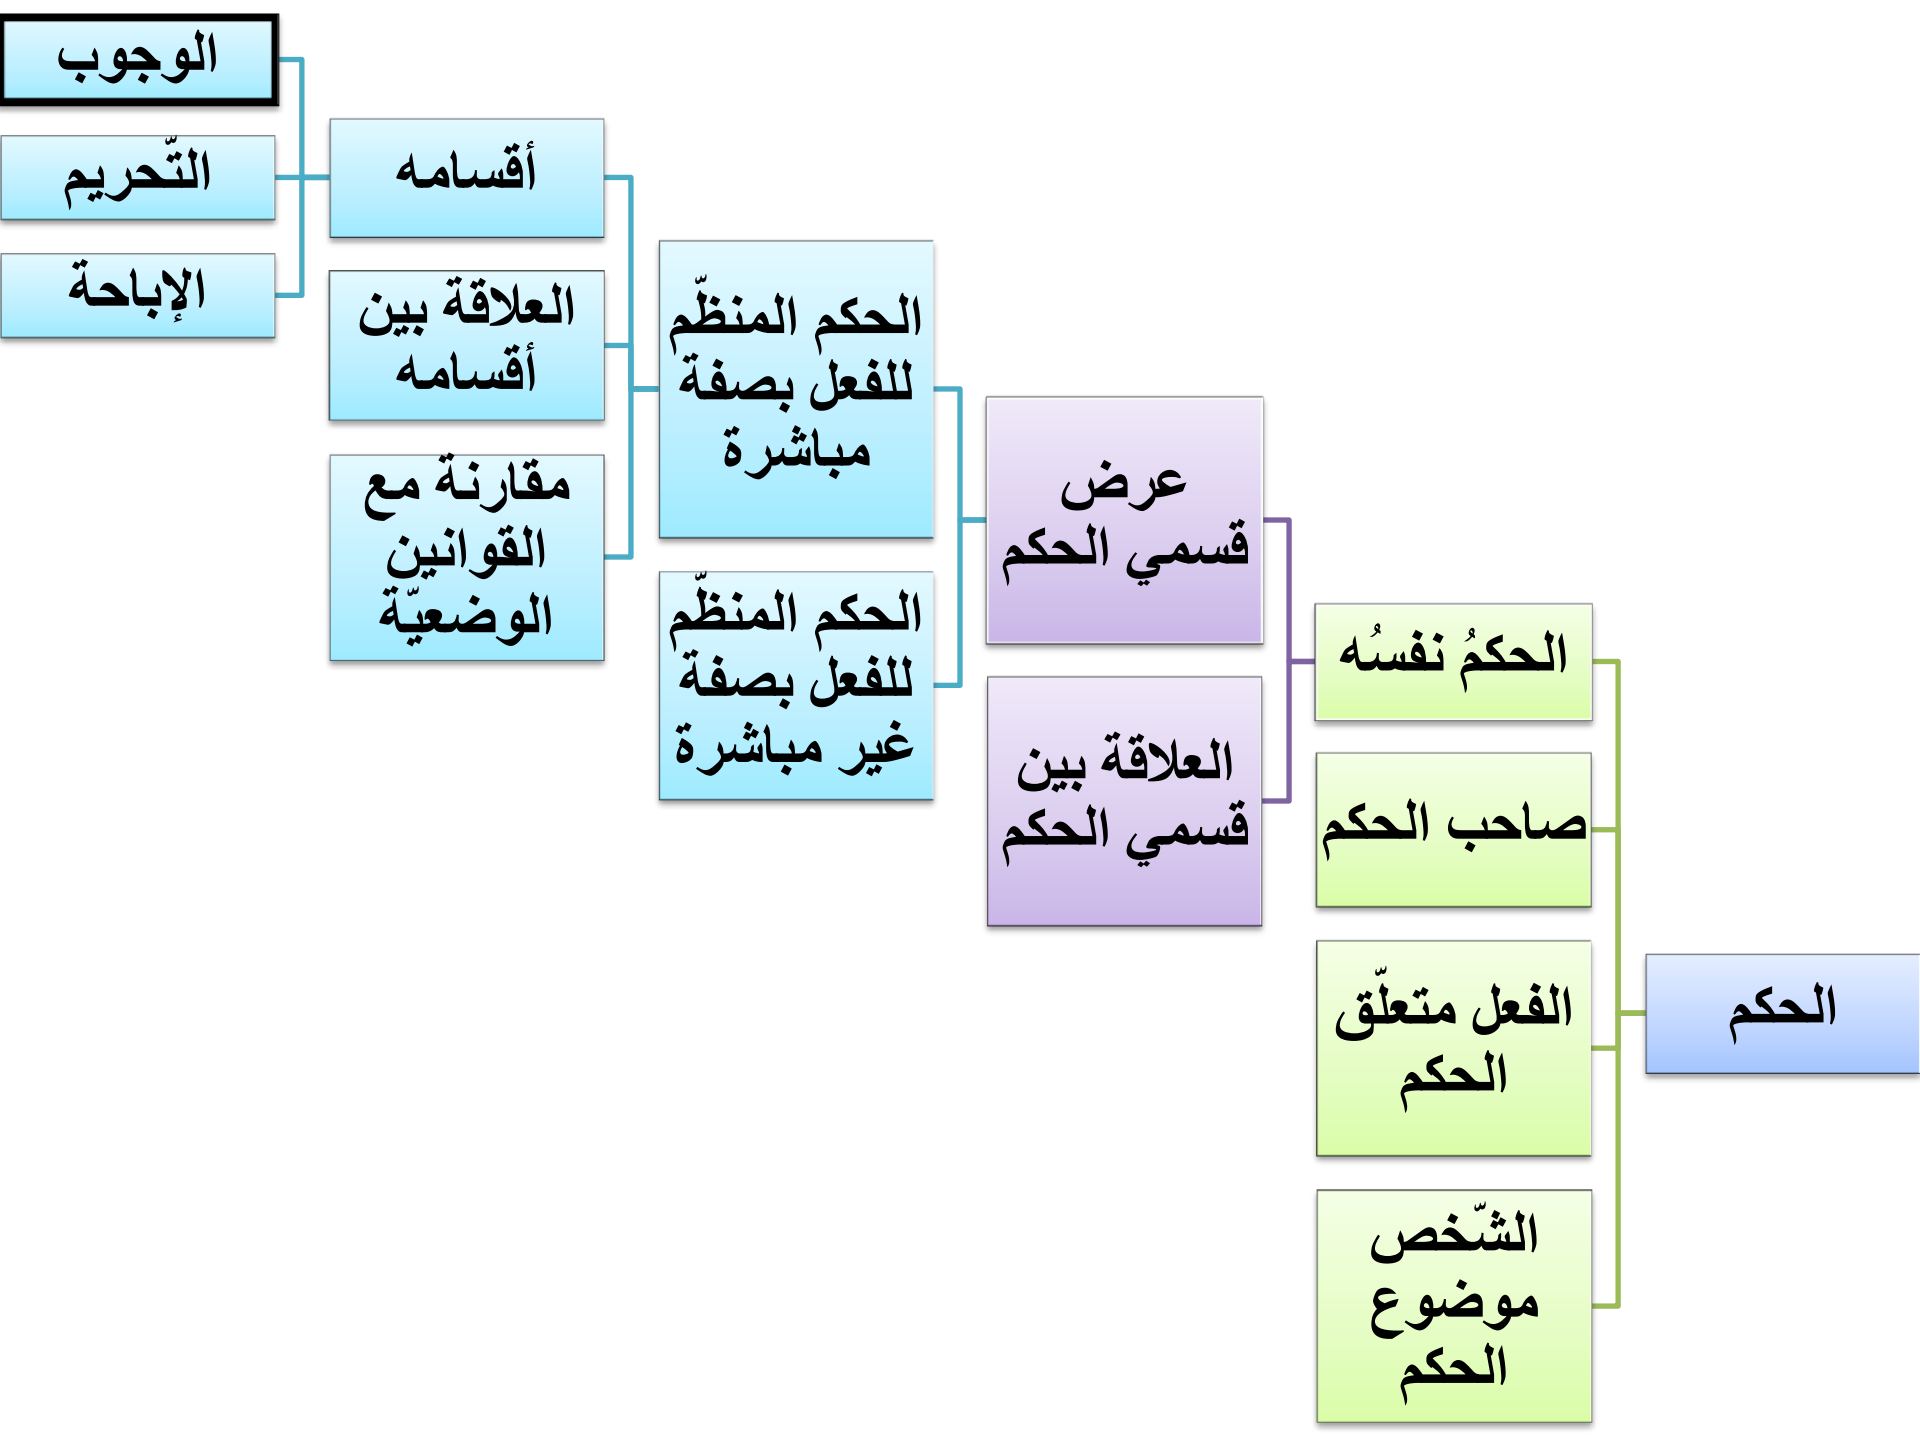 الحكم
الحكمُ نفسُه
صاحب الحكم
الفعل متعلّق
الحكم
الشّخص
موضوع
الحكم
عرض
قسمي الحكم
العلاقة بين
قسمي الحكم
الحكم المنظّم
للفعل بصفة
مباشرة
الحكم المنظّم
للفعل بصفة
غير مباشرة
أقسامه
العلاقة بين
أقسامه
مقارنة مع
القوانين
الوضعيّة
الوجوب
التّحريم
الإباحة